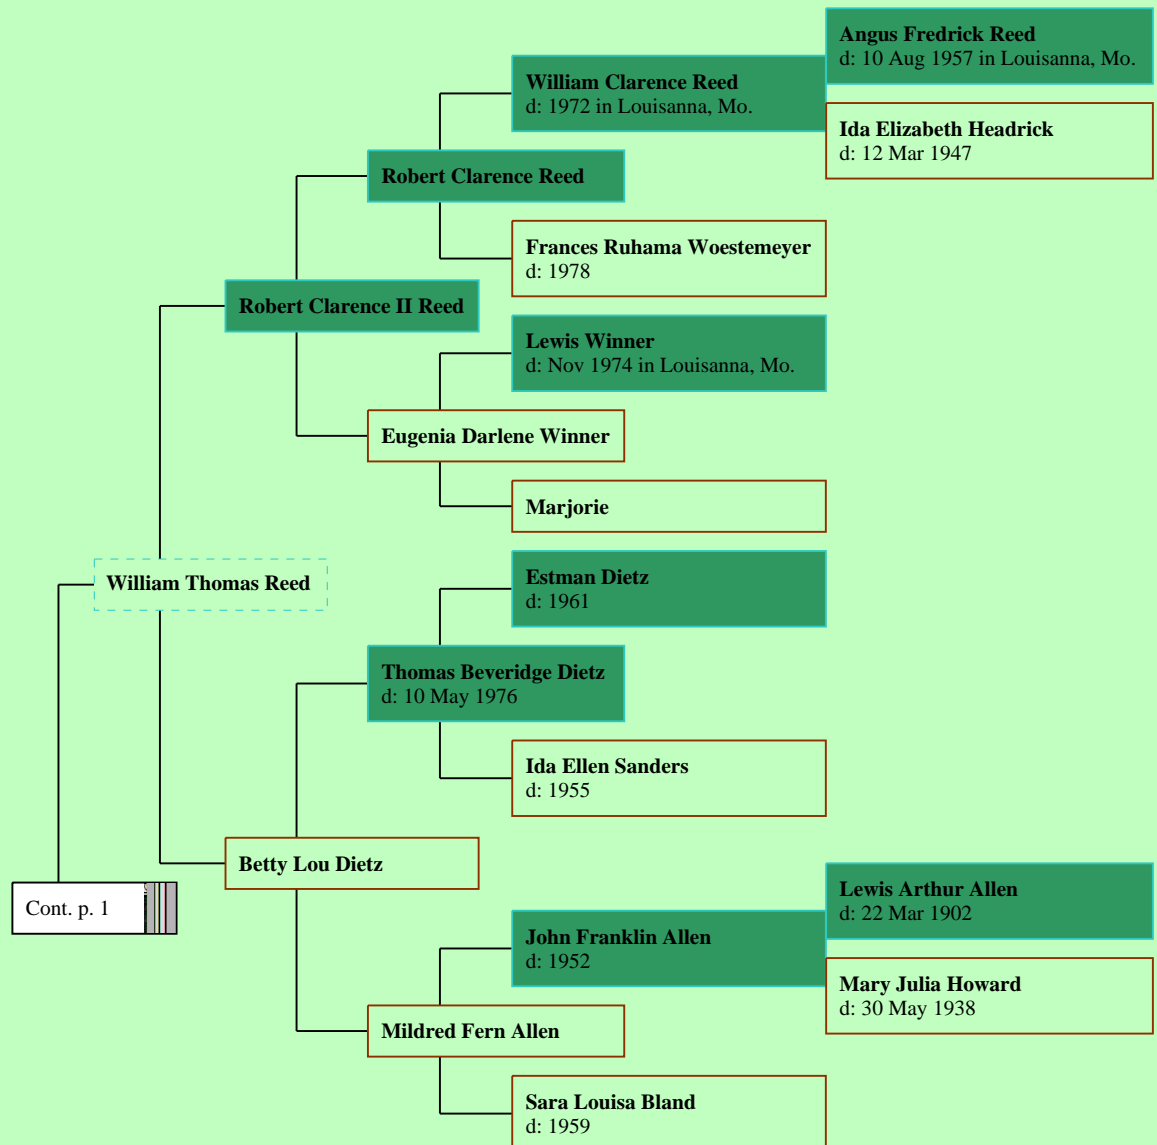 Angus Fredrick Reed
d: 10 Aug 1957 in Louisanna, Mo.
William Clarence Reed
d: 1972 in Louisanna, Mo.
Ida Elizabeth Headrick
d: 12 Mar 1947
Robert Clarence Reed
Frances Ruhama Woestemeyer
d: 1978
Robert Clarence II Reed
Lewis Winner
d: Nov 1974 in Louisanna, Mo.
Eugenia Darlene Winner
Marjorie
William Thomas Reed
Estman Dietz
d: 1961
Thomas Beveridge Dietz
d: 10 May 1976
Ida Ellen Sanders
d: 1955
Betty Lou Dietz
Cont. p. 1
Lewis Arthur Allen
d: 22 Mar 1902
John Franklin Allen
d: 1952
Mary Julia Howard
d: 30 May 1938
Mildred Fern Allen
Sara Louisa Bland
d: 1959